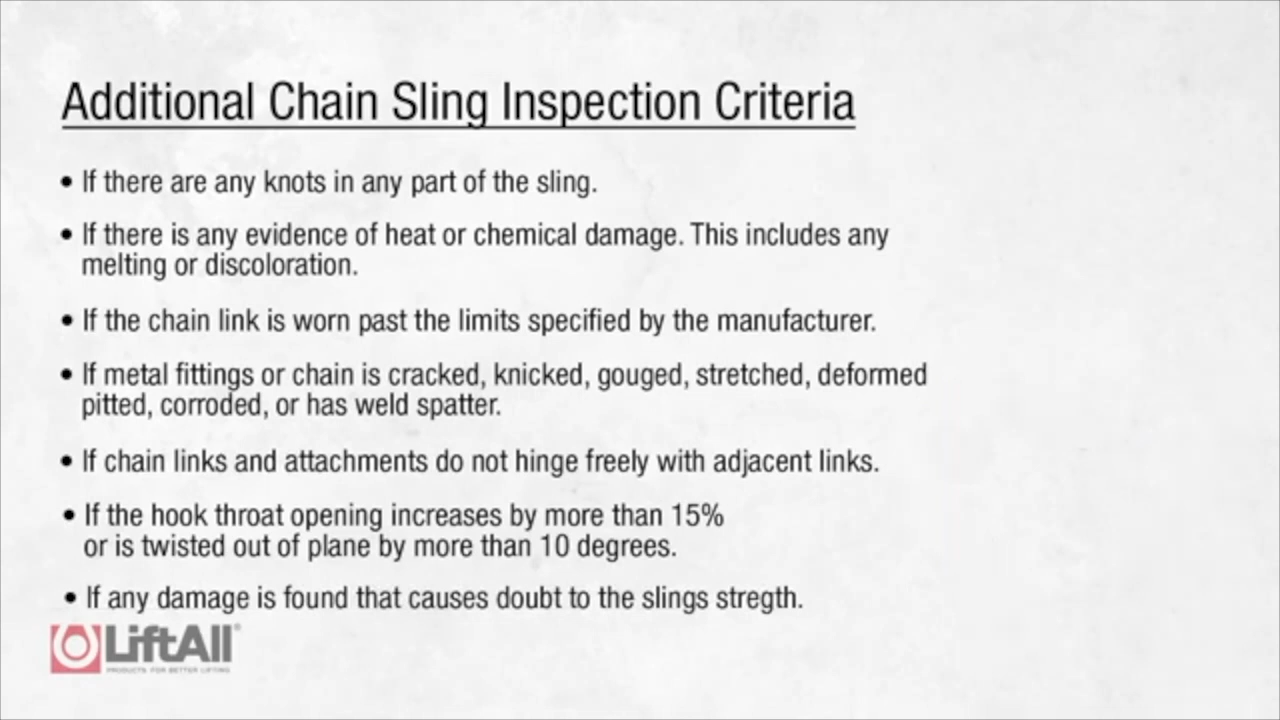 Additional Chain Sling Inspection Criteria
• If there are any knots in any part of the sling.
• If there is any evidence of heat or chemical damage. This includes any
melting or discoloration.
• If the chain link is worn past the limits specified by the manufacturer.
• If metal fittings or chain is cracked, knicked, gouged, stretched, deformed
pitted, corroded, or has weld spatter.
• If chain links and attachments do not hinge freely with adjacent links.
• If the hook throat opening increases by more than 15%
or is twisted out of plane by more than 10 degrees.
• If any damage is found that causes doubt to the slings stregth.
LiftAll®
PRODUCTS FOR BETTER LIFTING